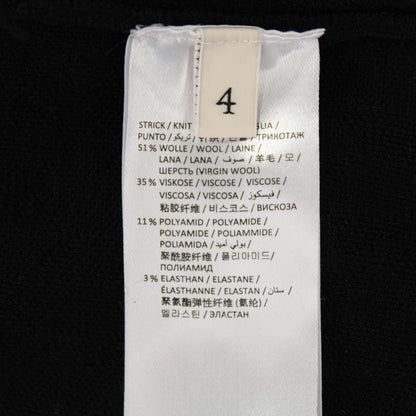 4
STRICK / KNIT
PUNTO / تريكو / ТРИКОТАЖ
51% WOLLE / WOOL / LAINE /
LANA / LANA / صوف / 羊毛 / 모 /
ШЕРСТЬ (VIRGIN WOOL)
35% VISKOSE / VISCOSE / VISCOSE /
VISCOSA / VISCOSA / فيسكوز /
粘胶纤维 / 비스코스 / ВИСКОЗА
11% POLYAMID / POLYAMIDE /
POLYAMIDE / POLIAMMIDE /
POLIAMIDA / بولي أميد /
聚酰胺纤维 / 폴리아미드 /
ПОЛИАМИД
3% ELASTHAN / ELASTANE /
ÉLASTHANNE / ELASTAN /
ELASTANO / ستان /
聚氨酯弹性纤维 (氨纶) /
엘라스틴 / ЭЛАСТАН